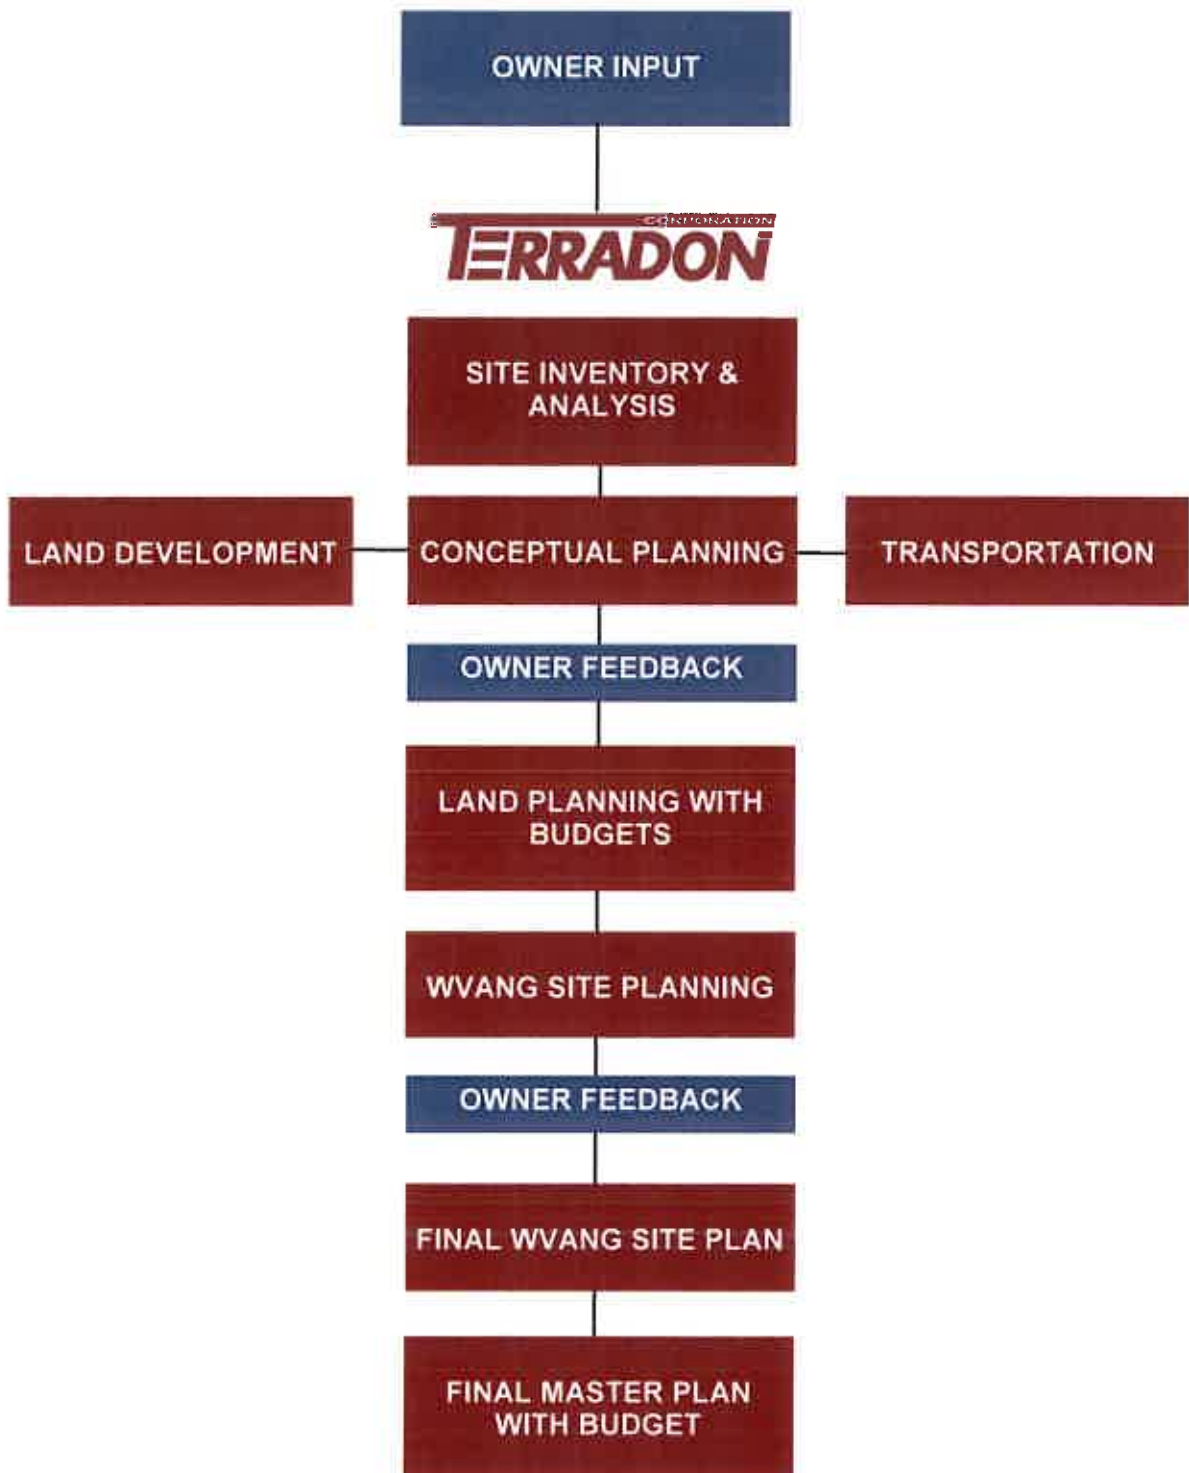 OWNER INPUT
CORPORATION
TERRADON
SITE INVENTORY &
ANALYSIS
LAND DEVELOPMENT
CONCEPTUAL PLANNING
TRANSPORTATION
OWNER FEEDBACK
LAND PLANNING WITH
BUDGETS
WVANG SITE PLANNING
OWNER FEEDBACK
FINAL WVANG SITE PLAN
FINAL MASTER PLAN
WITH BUDGET